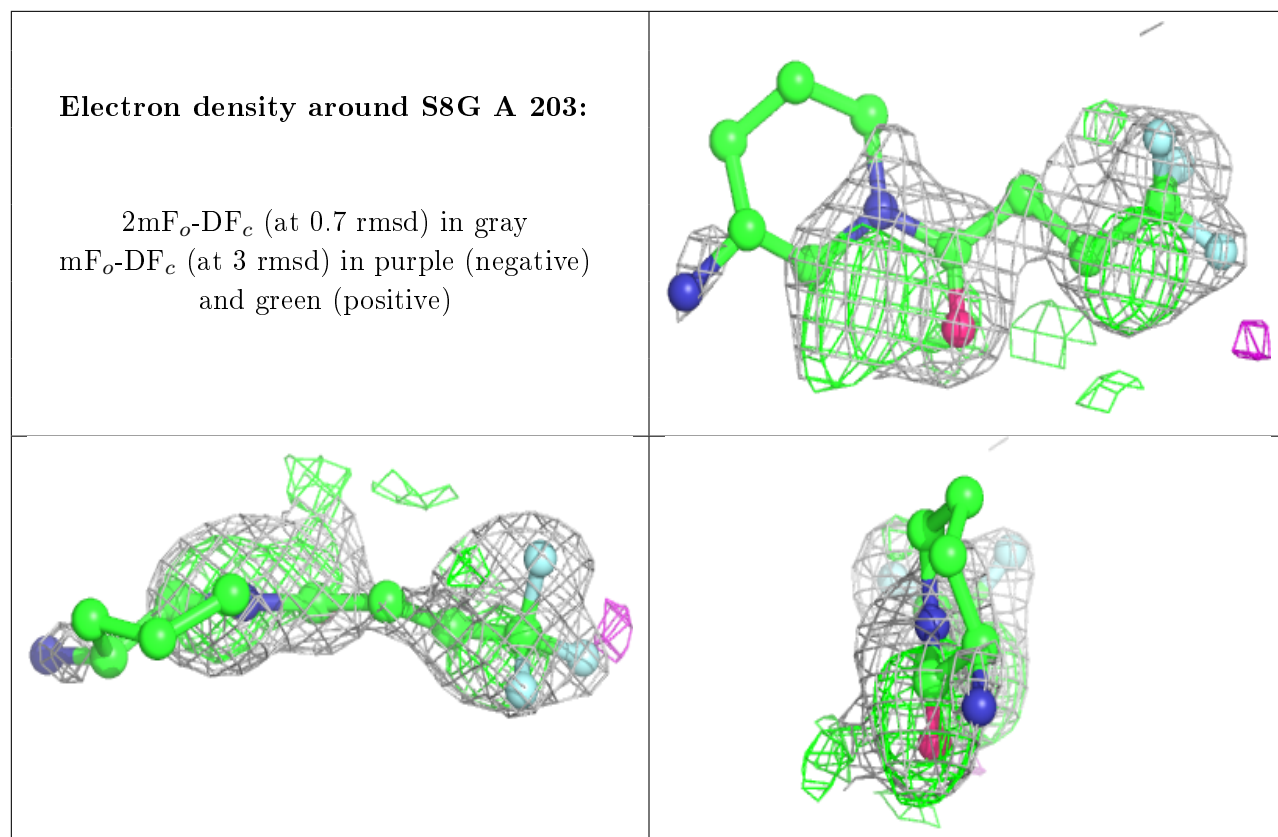 Electron density around S8G A 203:
2mFₒ-DF𝒸 (at 0.7 rmsd) in gray
mFₒ-DF𝒸 (at 3 rmsd) in purple (negative)
and green (positive)